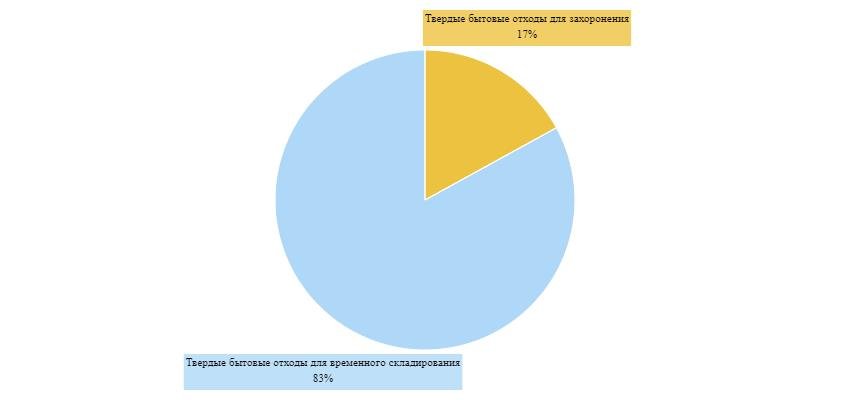 Твердые бытовые отходы для захоронения
17%
Твердые бытовые отходы для временного складирования
83%